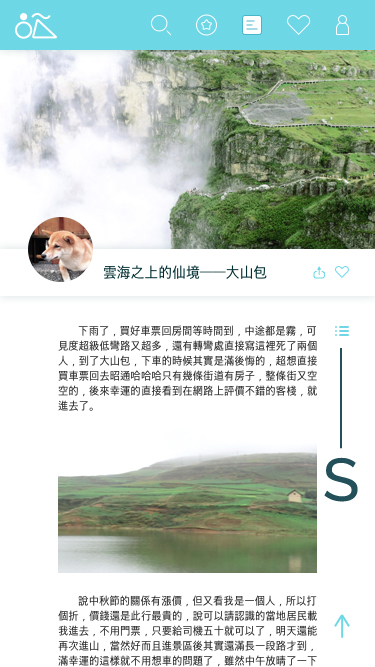 雲海之上的仙境──大山包
下雨了，買好車票回房間等時間到，中途都是霧，可
見度超級低彎路又超多，還有轉彎處直接寫這裡死了兩個
人，到了大山包，下車的時候其實是滿後悔的，超想直接
買車票回去昭通哈哈哈只有幾條街道有房子，整條街又空
空的，後來幸運的直接看到在網路上評價不錯的客棧，就
進去了。
S
說中秋節的關係有漲價，但又看我是一個人，所以打
個折，價錢還是此行最貴的，說可以請認識的當地居民載
我進去，不用門票，只要給司機五十就可以了，明天還能
再次進山，當然好而且進景區後其實還滿長一段路才到，
滿幸運的這樣就不用想車的問題了，雖然中午放晴了一下